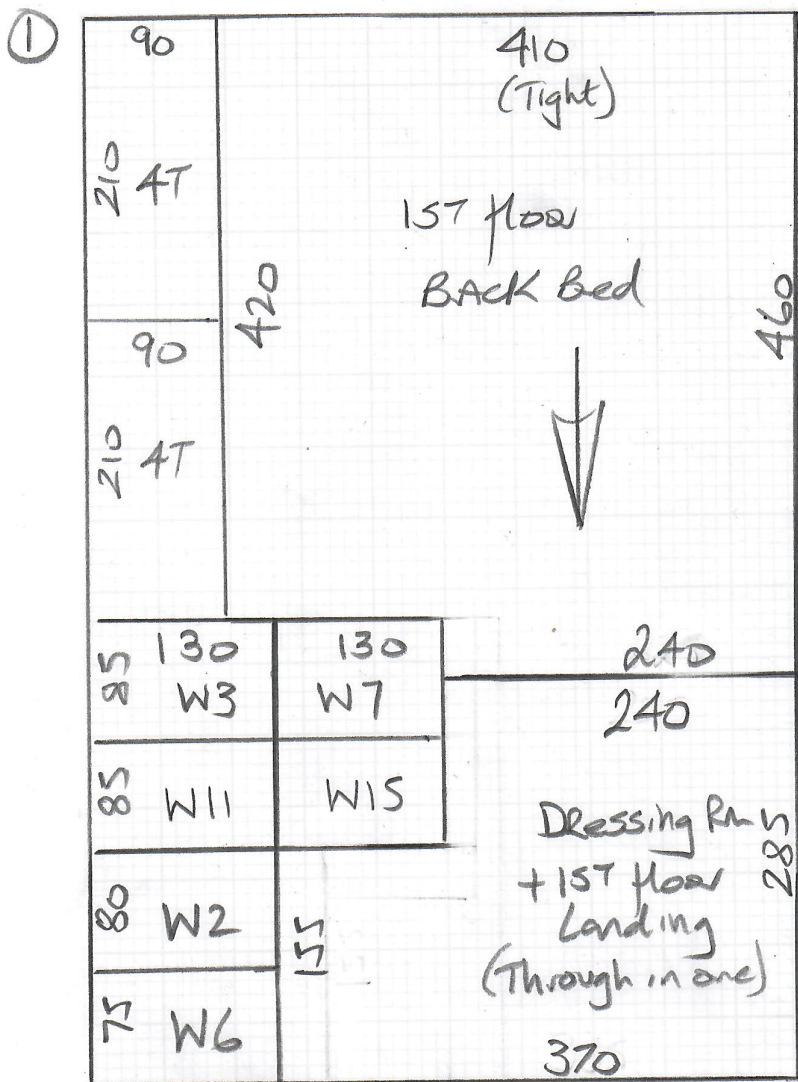 ①
90
410
(Tight)
210
4T
1ST floor
BACK Bed
420
460
90
210
4T
130
85
W3
130
W7
240
240
85
W11
W15
Dressing Rm
+ 1ST floor
Landing
(Through in one)
285
80
W2
155
75
W6
370